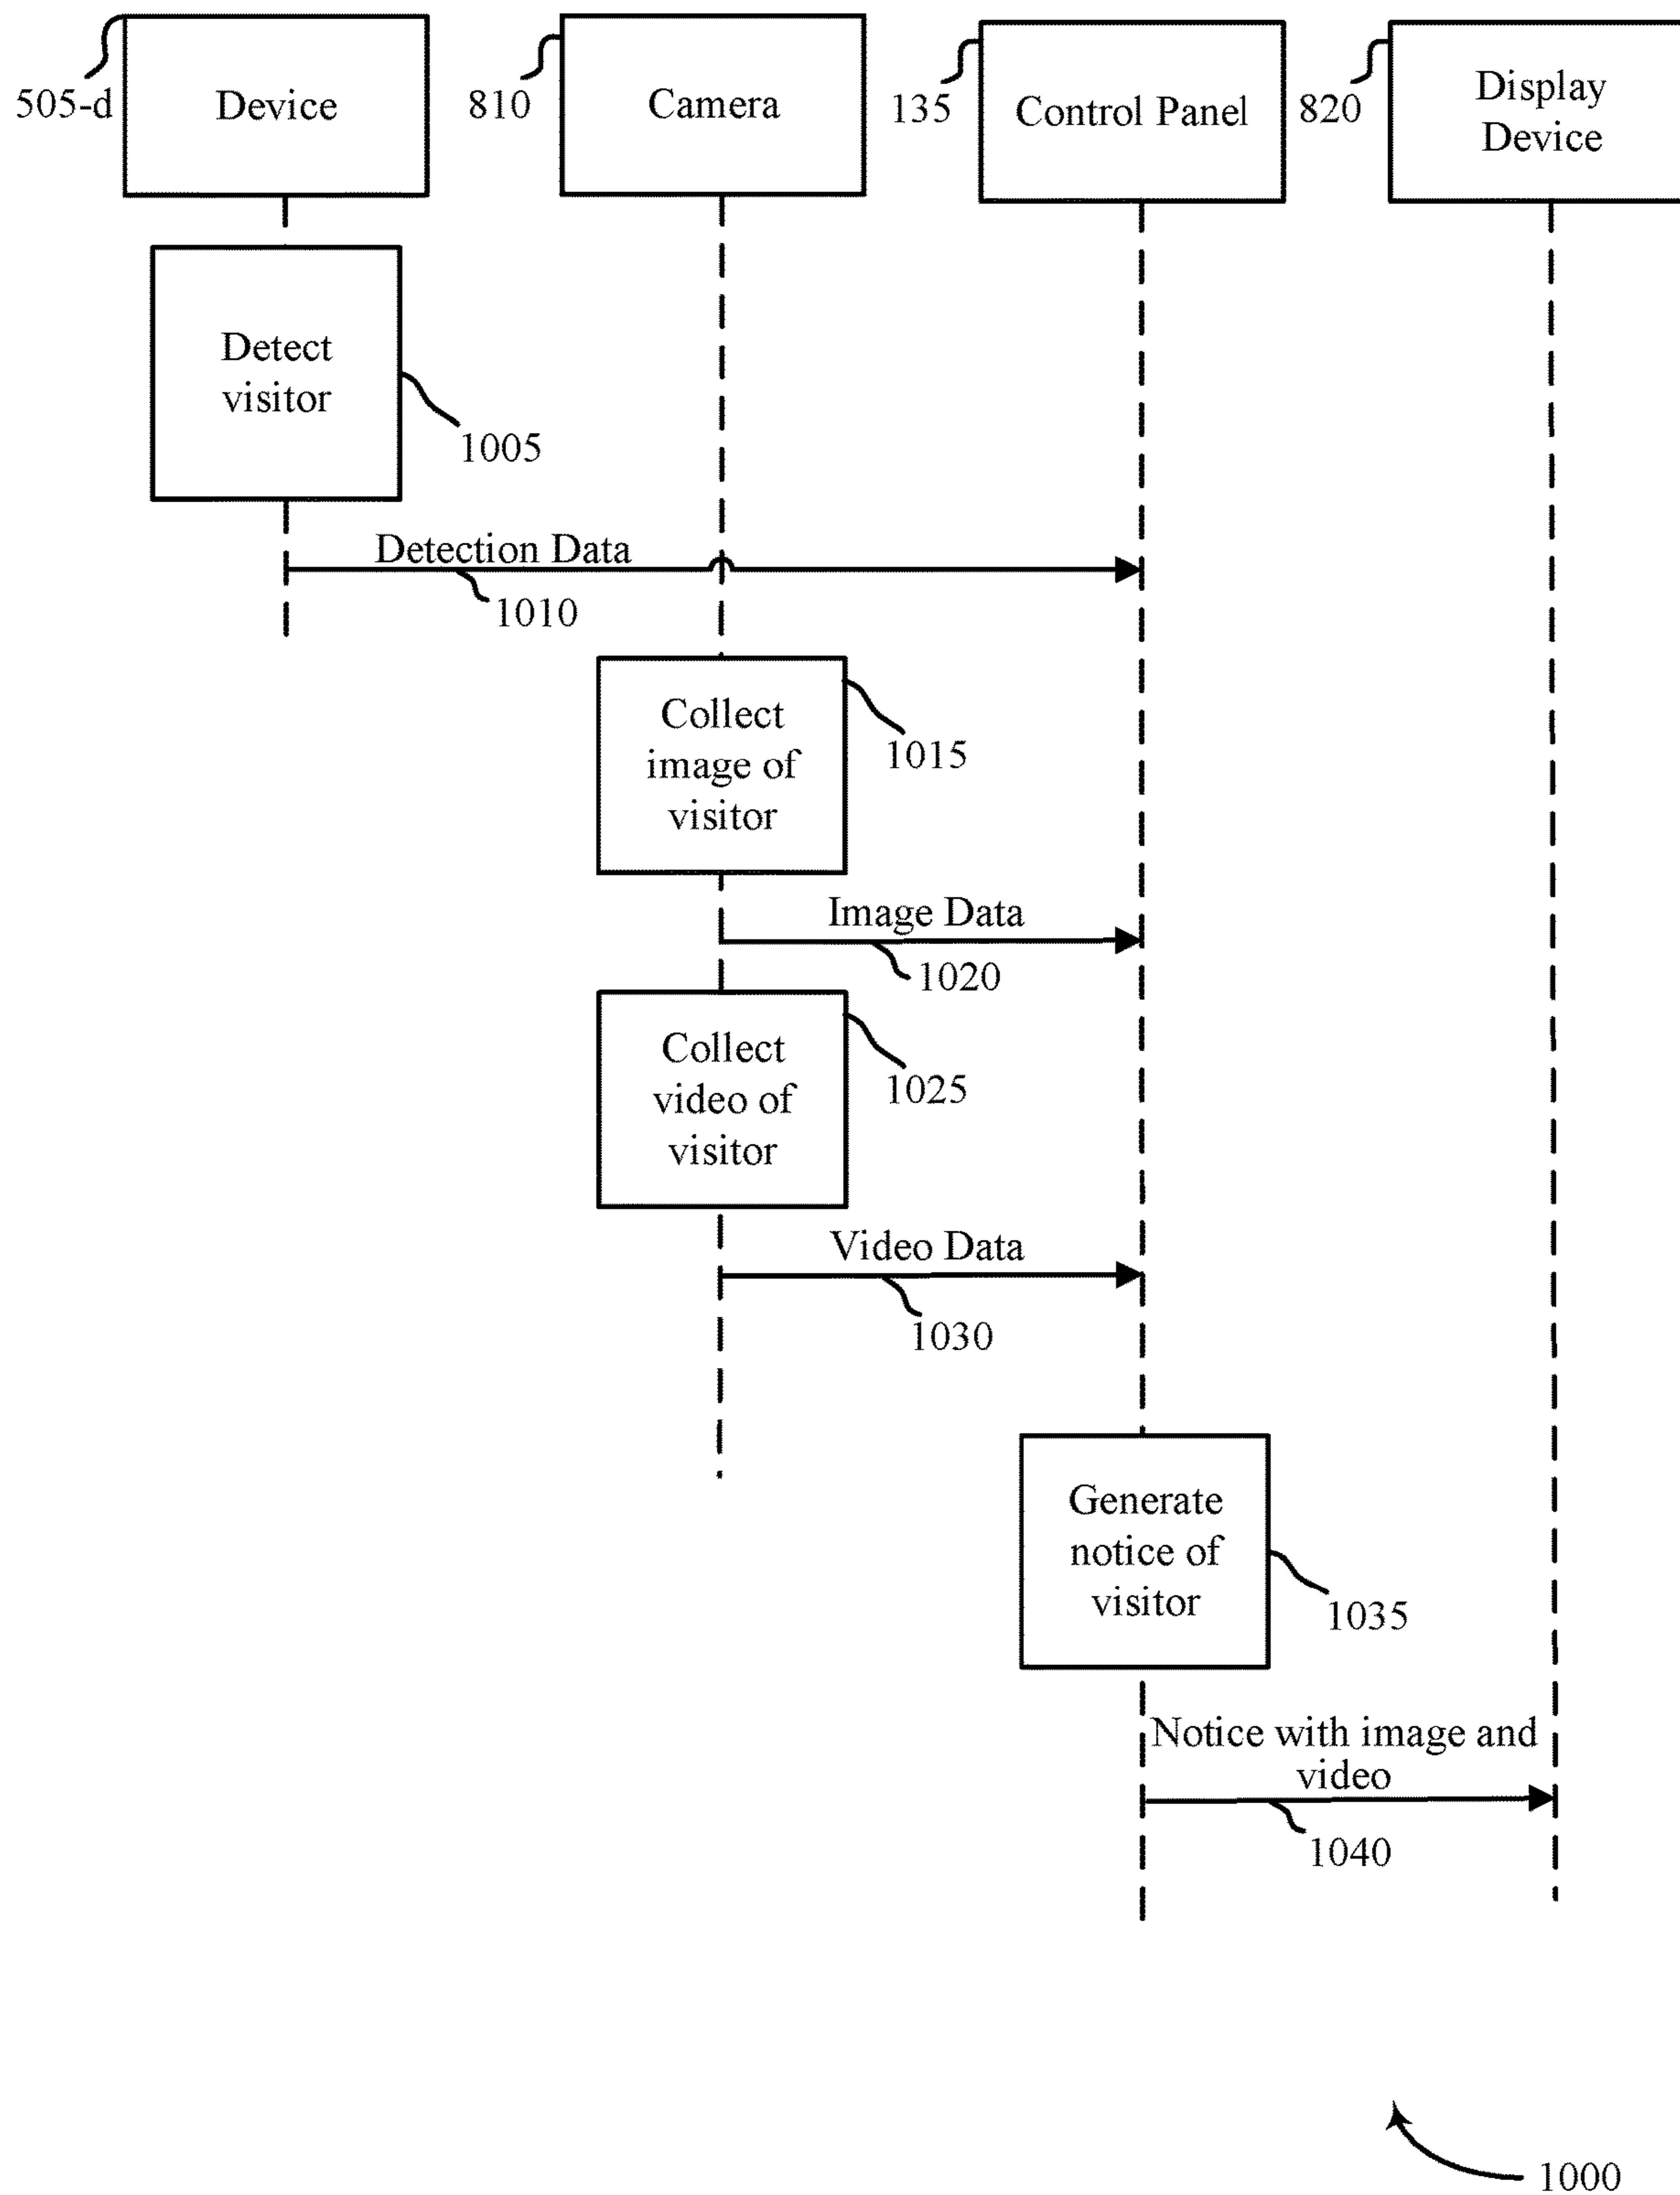 505-d
Device
810
Camera
135
Control Panel
820
Display
Device
Detect
visitor
1005
Detection Data
1010
Collect
image of
visitor
1015
Image Data
1020
Collect
video of
visitor
1025
Video Data
1030
Generate
notice of
visitor
1035
Notice with image and
video
1040
1000